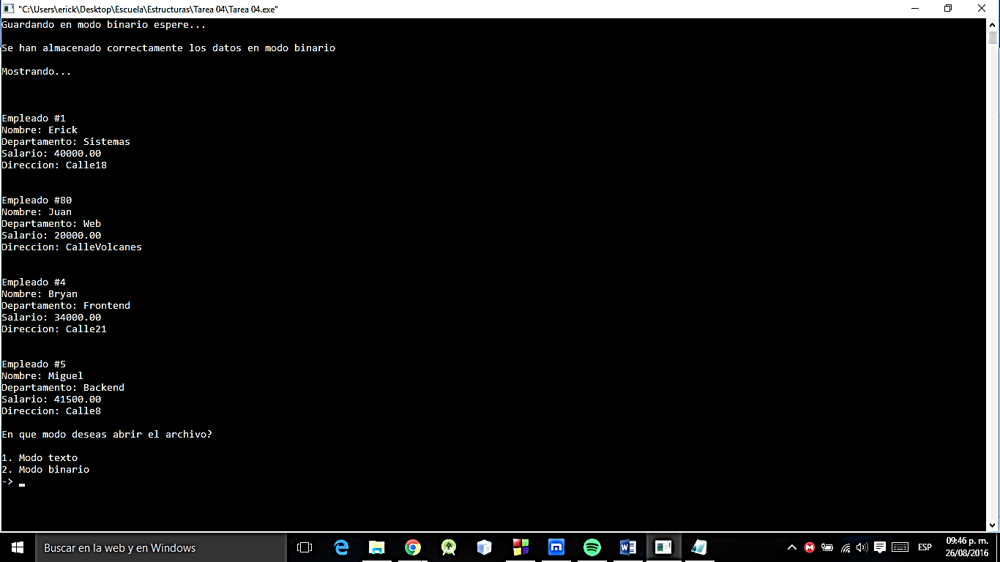 "C:\Users\erick\Desktop\Escuela\Estructuras\Tarea 04\Tarea 04.exe"
Guardando en modo binario espere...
Se han almacenado correctamente los datos en modo binario
Mostrando...
Empleado #1
Nombre: Erick
Departamento: Sistemas
Salario: 40000.00
Direccion: Calle18
Empleado #80
Nombre: Juan
Departamento: Web
Salario: 20000.00
Direccion: CalleVolcanes
Empleado #4
Nombre: Bryan
Departamento: Frontend
Salario: 34000.00
Direccion: Calle21
Empleado #5
Nombre: Miguel
Departamento: Backend
Salario: 41500.00
Direccion: Calle8
En que modo deseas abrir el archivo?
1. Modo texto
2. Modo binario
->
Buscar en la web y en Windows
ESP
09:46 p. m.
26/08/2016